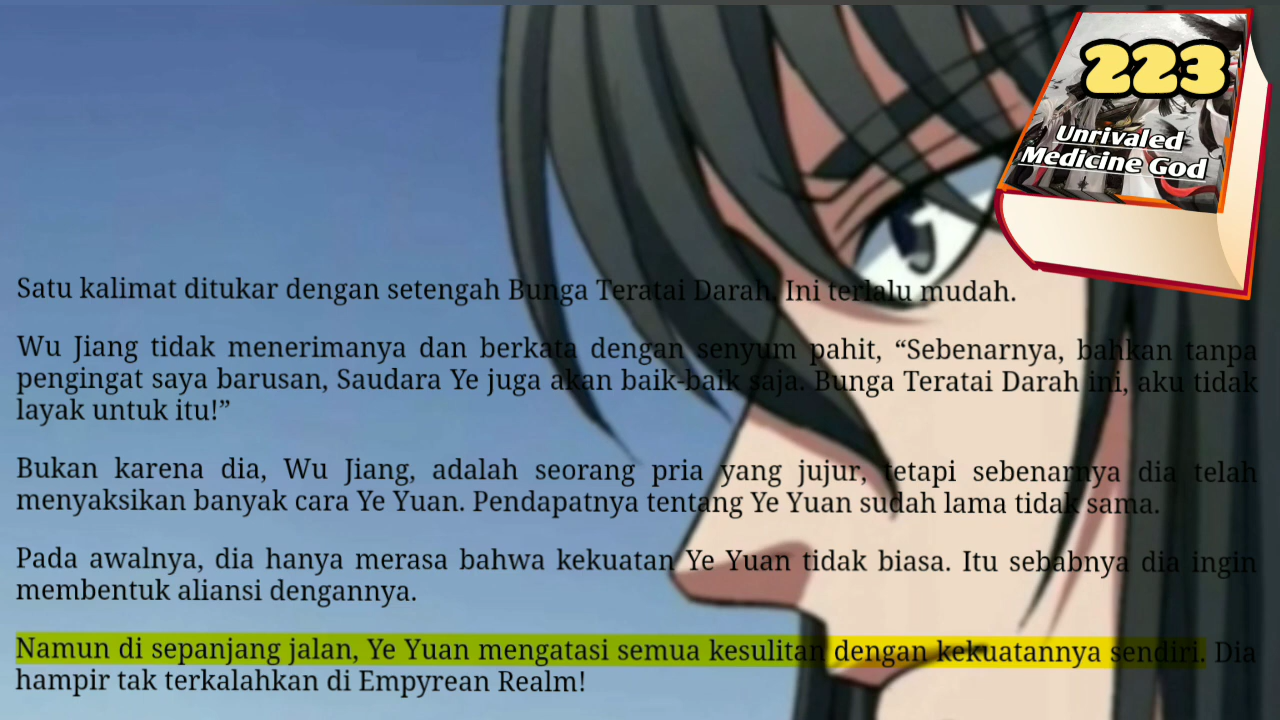 223
Unrivaled
Medicine God
Satu kalimat ditukar dengan setengah Bunga Teratai Darah. Ini terlalu mudah.
Wu Jiang tidak menerimanya dan berkata dengan senyum pahit, “Sebenarnya, bahkan tanpa
pengingat saya barusan, Saudara Ye juga akan baik-baik saja. Bunga Teratai Darah ini, aku tidak
layak untuk itu!”
Bukan karena dia, Wu Jiang, adalah seorang pria yang jujur, tetapi sebenarnya dia telah
menyaksikan banyak cara Ye Yuan. Pendapatnya tentang Ye Yuan sudah lama tidak sama.
Pada awalnya, dia hanya merasa bahwa kekuatan Ye Yuan tidak biasa. Itu sebabnya dia ingin
membentuk aliansi dengannya.
Namun di sepanjang jalan, Ye Yuan mengatasi semua kesulitan dengan kekuatannya sendiri. Dia
hampir tak terkalahkan di Empyrean Realm!